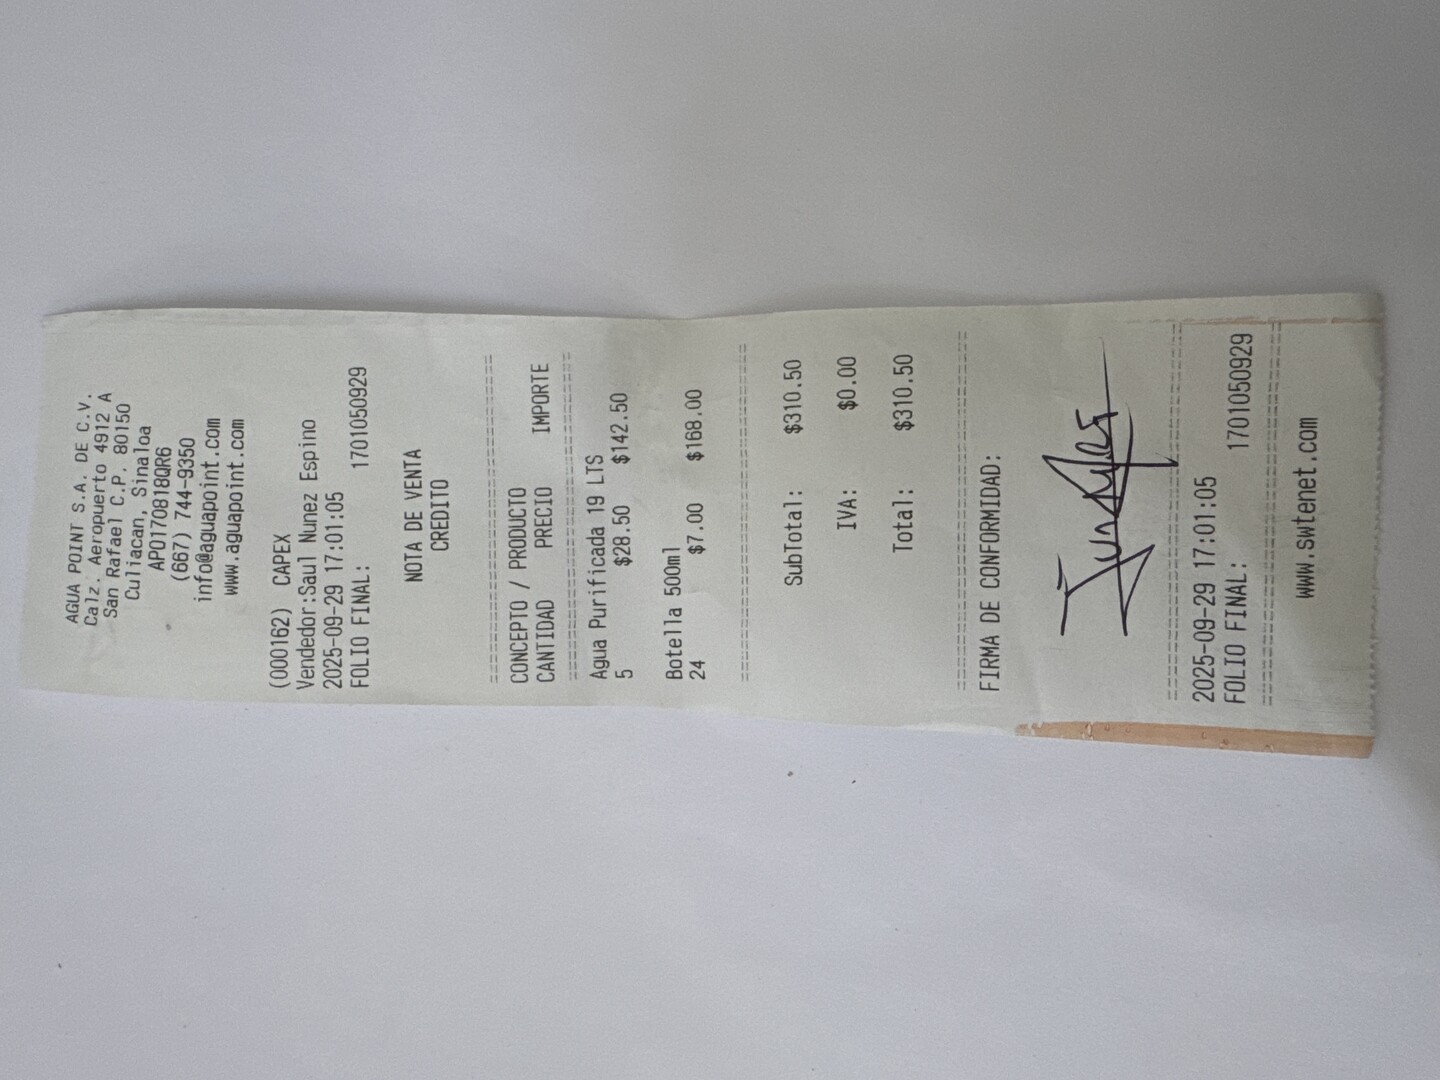 AGUA POINT S.A. DE C.V.
Calz. Aeropuerto 4912 A
San Rafael C.P. 80150
Culiacan, Sinaloa
APO170818QR6
(667) 744-9350
info@aguapoint.com
www.aguapoint.com
(000162) CAPEX
Vendedor:Saul Nunez Espino
2025-09-29 17:01:05
FOLIO FINAL: 1701050929
NOTA DE VENTA
CREDITO
CONCEPTO / PRODUCTO
CANTIDAD PRECIO IMPORTE
Agua Purificada 19 LTS
5 $28.50 $142.50
Botella 500ml
24 $7.00 $168.00
SubTotal: $310.50
IVA: $0.00
Total: $310.50
FIRMA DE CONFORMIDAD:
2025-09-29 17:01:05
FOLIO FINAL: 1701050929
www.swtenet.com